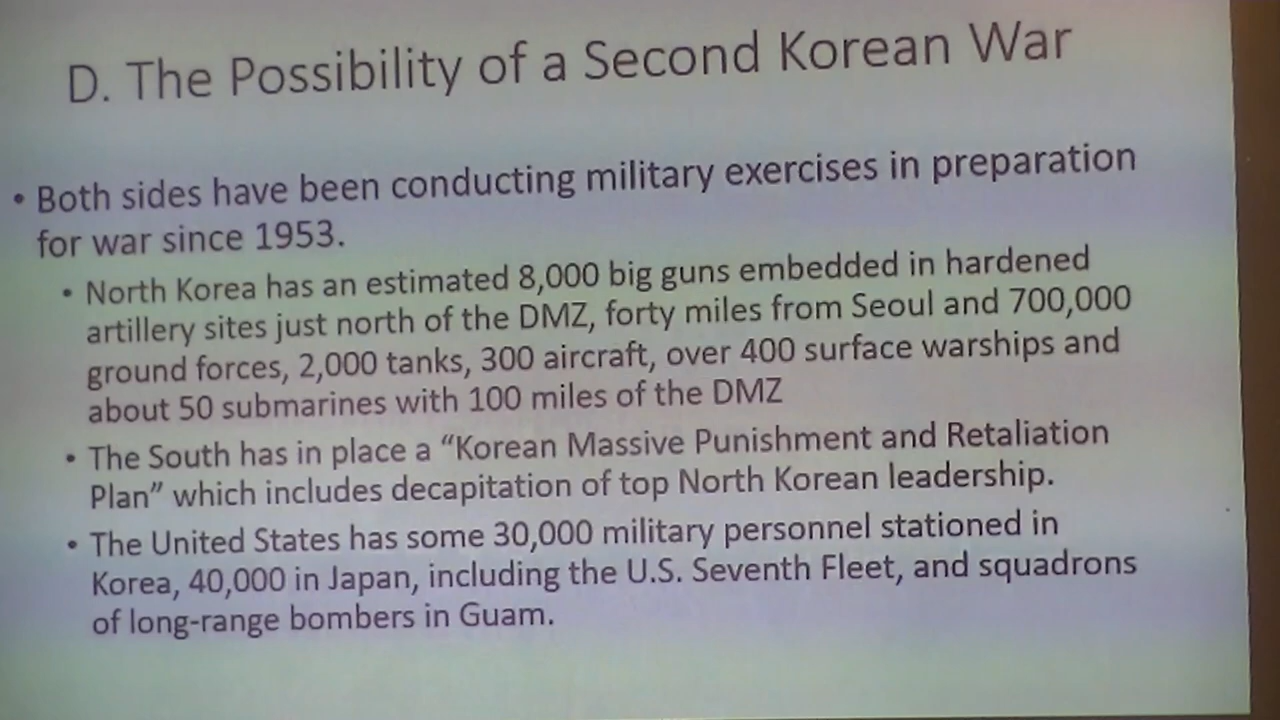 D. The Possibility of a Second Korean War
• Both sides have been conducting military exercises in preparation
for war since 1953.
• North Korea has an estimated 8,000 big guns embedded in hardened
artillery sites just north of the DMZ, forty miles from Seoul and 700,000
ground forces, 2,000 tanks, 300 aircraft, over 400 surface warships and
about 50 submarines with 100 miles of the DMZ
• The South has in place a “Korean Massive Punishment and Retaliation
Plan” which includes decapitation of top North Korean leadership.
• The United States has some 30,000 military personnel stationed in
Korea, 40,000 in Japan, including the U.S. Seventh Fleet, and squadrons
of long-range bombers in Guam.